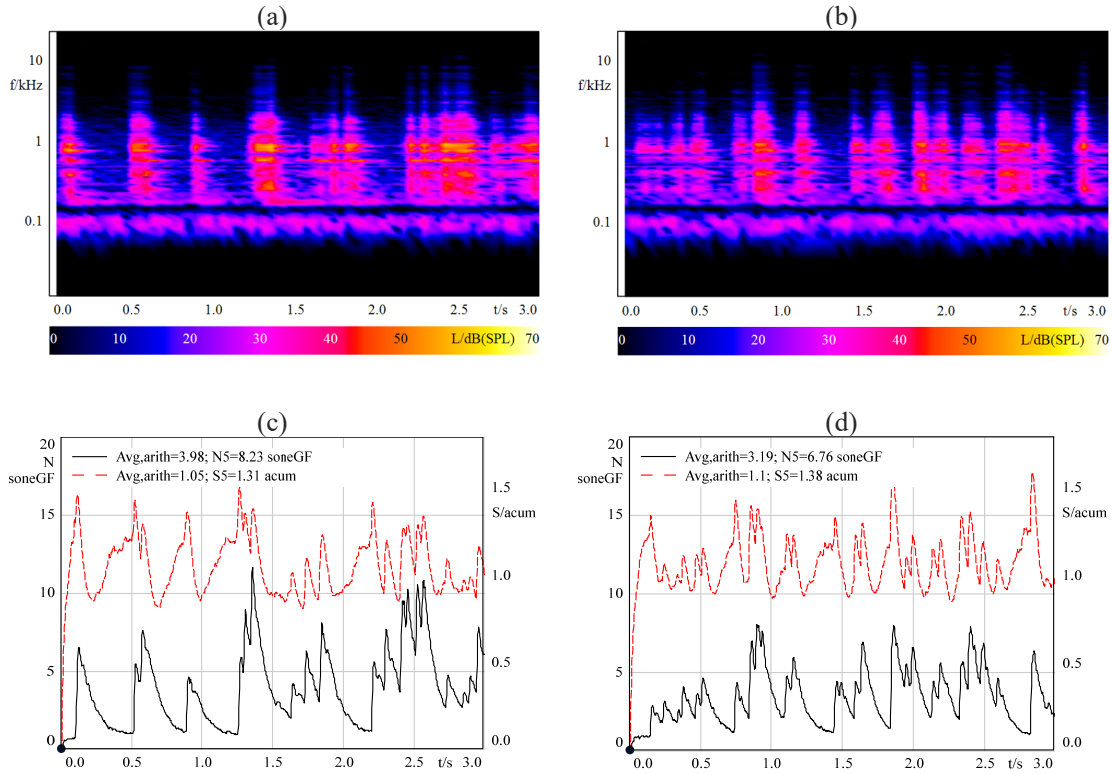 (a)
(b)
10
f/kHz
1
0.1
0.0 0.5 1.0 1.5 2.0 2.5 t/s 3.0
0 10 20 30 40 50 L/dB(SPL) 70
10
f/kHz
1
0.1
0.0 0.5 1.0 1.5 2.0 2.5 t/s 3.0
0 10 20 30 40 50 L/dB(SPL) 70
(c)
(d)
20
N
soneGF
15
10
5
0
Avg,arith=3.98; N5=8.23 soneGF
Avg,arith=1.05; S5=1.31 acum
1.5
S/acum
1.0
0.5
0.0
0.0 0.5 1.0 1.5 2.0 t/s 3.0
20
N
soneGF
15
10
5
0
Avg,arith=3.19; N5=6.76 soneGF
Avg,arith=1.1; S5=1.38 acum
1.5
S/acum
1.0
0.5
0.0
0.0 0.5 1.0 1.5 2.0 2.5 t/s 3.0